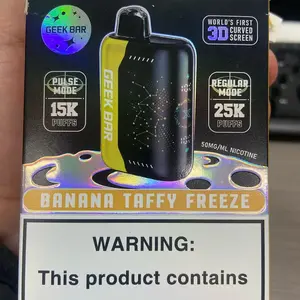 GEEK BAR
WORLD'S FIRST
3D CURVED
SCREEN
PULSE
MODE
15K
PUFFS
GEEK BAR
REGULAR
MODE
25K
PUFFS
50MG/ML NICOTINE
BANANA TAFFY FREEZE
WARNING:
This product contains